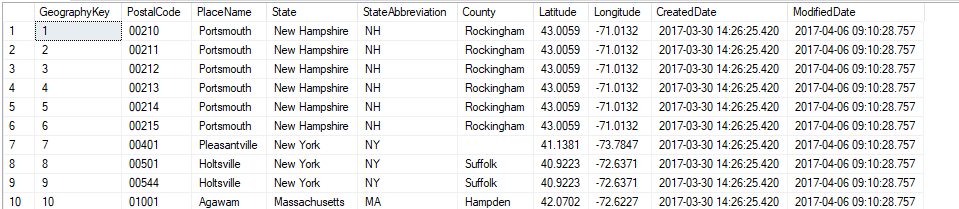 GeographyKey PostalCode PlaceName State StateAbbreviation County Latitude Longitude CreatedDate ModifiedDate
1 1 00210 Portsmouth New Hampshire NH Rockingham 43.0059 -71.0132 2017-03-30 14:26:25.420 2017-04-06 09:10:28.757
2 2 00211 Portsmouth New Hampshire NH Rockingham 43.0059 -71.0132 2017-03-30 14:26:25.420 2017-04-06 09:10:28.757
3 3 00212 Portsmouth New Hampshire NH Rockingham 43.0059 -71.0132 2017-03-30 14:26:25.420 2017-04-06 09:10:28.757
4 4 00213 Portsmouth New Hampshire NH Rockingham 43.0059 -71.0132 2017-03-30 14:26:25.420 2017-04-06 09:10:28.757
5 5 00214 Portsmouth New Hampshire NH Rockingham 43.0059 -71.0132 2017-03-30 14:26:25.420 2017-04-06 09:10:28.757
6 6 00215 Portsmouth New Hampshire NH Rockingham 43.0059 -71.0132 2017-03-30 14:26:25.420 2017-04-06 09:10:28.757
7 7 00401 Pleasantville New York NY 41.1381 -73.7847 2017-03-30 14:26:25.420 2017-04-06 09:10:28.757
8 8 00501 Holtsville New York NY Suffolk 40.9223 -72.6371 2017-03-30 14:26:25.420 2017-04-06 09:10:28.757
9 9 00544 Holtsville New York NY Suffolk 40.9223 -72.6371 2017-03-30 14:26:25.420 2017-04-06 09:10:28.757
10 10 01001 Agawam Massachusetts MA Hampden 42.0702 -72.6227 2017-03-30 14:26:25.420 2017-04-06 09:10:28.757